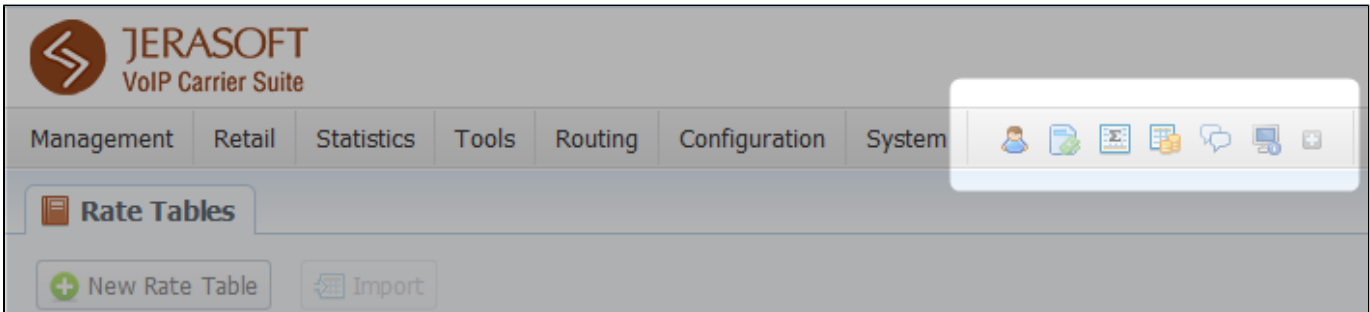 JERASOFT
VoIP Carrier Suite
Management Retail Statistics Tools Routing Configuration System
Rate Tables
New Rate Table Import